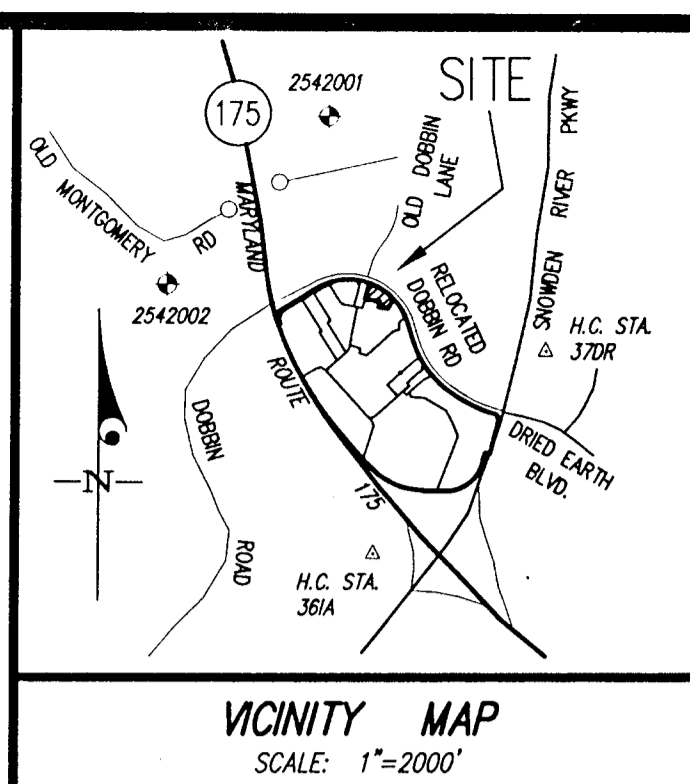 SITE
2542001
175
OLD MONTGOMERY RD
MARYLAND
OLD DOBBIN
LANE
SNOWDEN RIVER PKWY
RELOCATED
DOBBIN RD
2542002
H.C. STA.
37DR
ROUTE
175
DOBBIN
ROAD
DRIED EARTH
BLVD.
N
H.C. STA.
361A
VICINITY MAP
SCALE: 1"=2000'